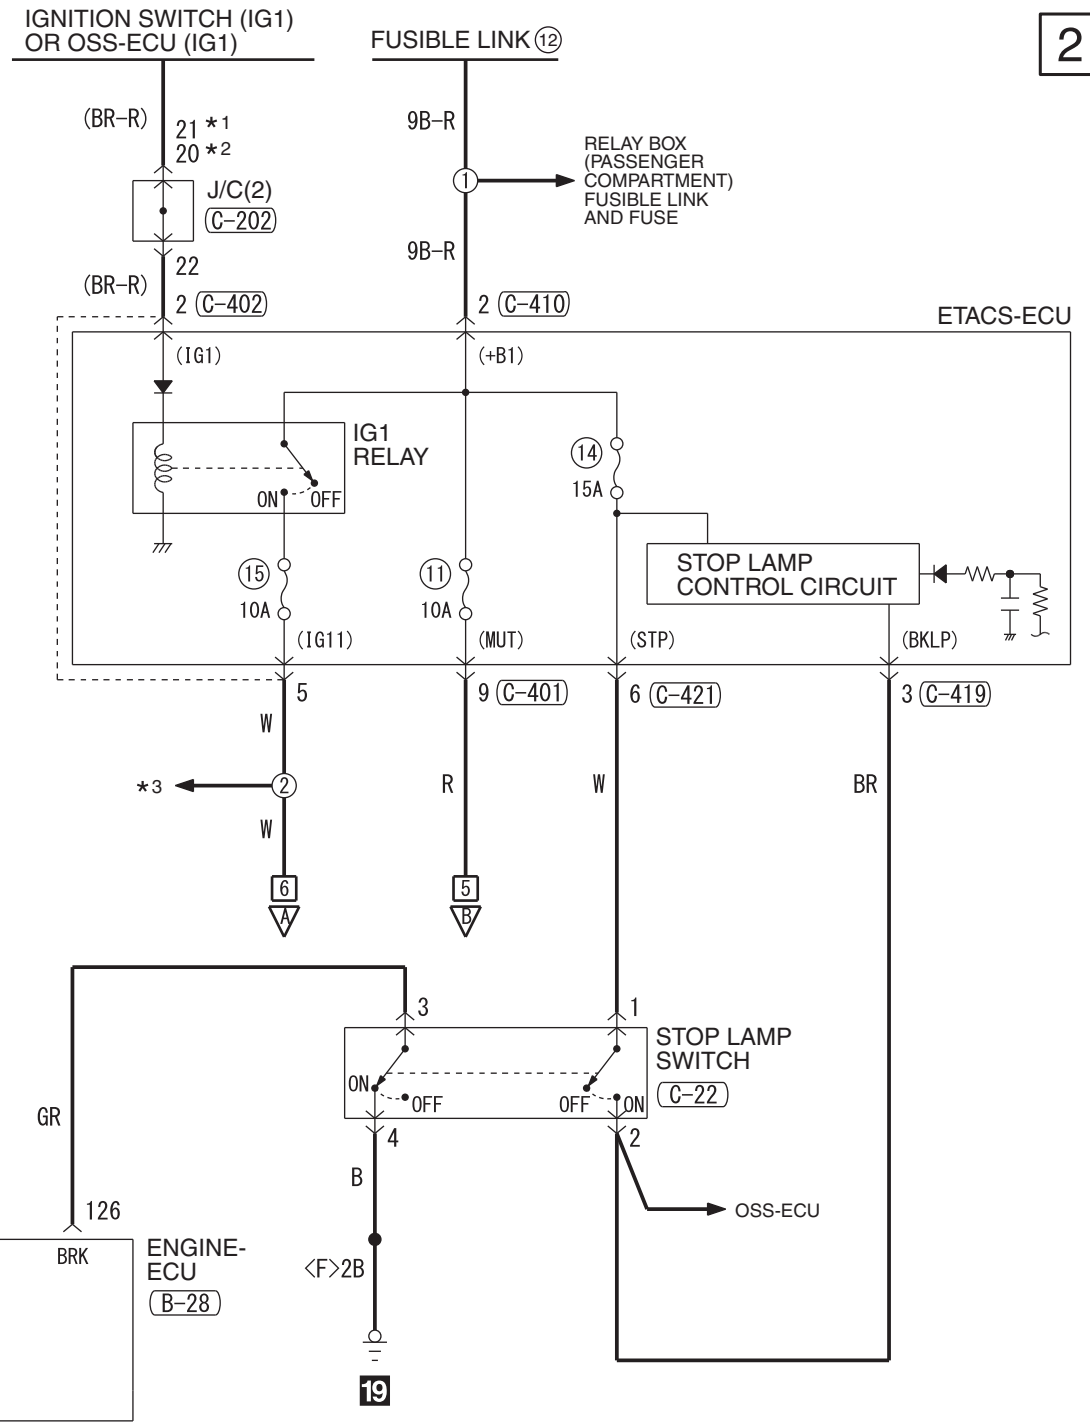 IGNITION SWITCH (IG1)
OR OSS-ECU (IG1)
FUSIBLE LINK ⑫
2
(BR-R)
21 *1
20 *2
J/C(2)
C-202
22
(BR-R)
2 C-402
9B-R
1
RELAY BOX
(PASSENGER
COMPARTMENT)
FUSIBLE LINK
AND FUSE
9B-R
2 C-410
ETACS-ECU
(IG1)
(+B1)
IG1
RELAY
ON
OFF
14
15A
STOP LAMP
CONTROL CIRCUIT
15
10A
11
10A
(IG11)
(MUT)
(STP)
(BKLP)
5
9 C-401
6 C-421
3 C-419
W
*3
2
W
R
W
BR
6
A
5
B
3
1
STOP LAMP
SWITCH
C-22
ON
OFF
OFF
ON
4
2
GR
B
OSS-ECU
126
BRK
ENGINE-
ECU
B-28
<F>2B
19